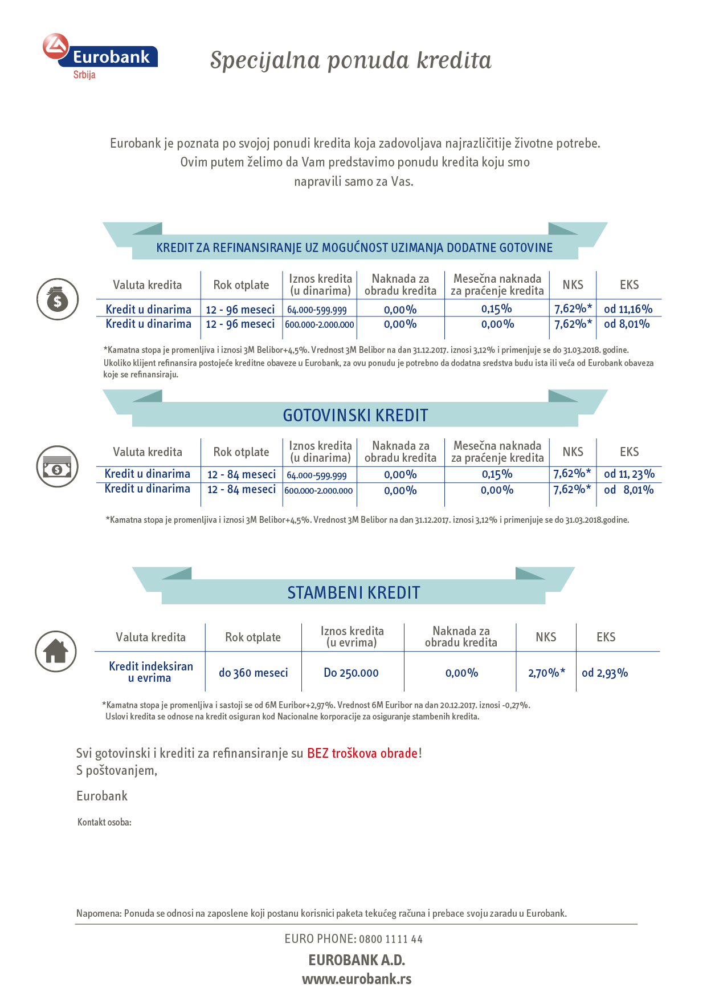 Eurobank
Srbija
Specijalna ponuda kredita
Eurobank je poznata po svojoj ponudi kredita koja zadovoljava najrazličitije životne potrebe.
Ovim putem želimo da Vam predstavimo ponudu kredita koju smo
napravili samo za Vas.
KREDIT ZA REFINANSIRANJE UZ MOGUĆNOST UZIMANJA DODATNE GOTOVINE
Valuta kredita Rok otplate Iznos kredita (u dinarima) Naknada za obradu kredita Mesečna naknada za praćenje kredita NKS EKS
Kredit u dinarima 12 - 96 meseci 64.000-599.999 0,00% 0,15% 7,62%* od 11,16%
Kredit u dinarima 12 - 96 meseci 600.000-2.000.000 0,00% 0,00% 7,62%* od 8,01%
*Kamatna stopa je promenljiva i iznosi 3M Belibor+4,5%. Vrednost 3M Belibor na dan 31.12.2017. iznosi 3,12% i primenjuje se do 31.03.2018. godine.
Ukoliko klijent refinansira postojeće kreditne obaveze u Eurobank, za ovu ponudu je potrebno da dodatna sredstva budu ista ili veća od Eurobank obaveza
koje se refinansiraju.
GOTOVINSKI KREDIT
Valuta kredita Rok otplate Iznos kredita (u dinarima) Naknada za obradu kredita Mesečna naknada za praćenje kredita NKS EKS
Kredit u dinarima 12 - 84 meseci 64.000-599.999 0,00% 0,15% 7,62%* od 11, 23%
Kredit u dinarima 12 - 84 meseci 600.000-2.000.000 0,00% 0,00% 7,62%* od 8,01%
*Kamatna stopa je promenljiva i iznosi 3M Belibor+4,5%. Vrednost 3M Belibor na dan 31.12.2017. iznosi 3,12% i primenjuje se do 31.03.2018.godine.
STAMBENI KREDIT
Valuta kredita Rok otplate Iznos kredita (u evrima) Naknada za obradu kredita NKS EKS
Kredit indeksiran u evrima do 360 meseci Do 250.000 0,00% 2,70%* od 2,93%
*Kamatna stopa je promenljiva i sastoji se od 6M Euribor+2,97%. Vrednost 6M Euribor na dan 20.12.2017. iznosi -0,27%.
Uslovi kredita se odnose na kredit osiguran kod Nacionalne korporacije za osiguranje stambenih kredita.
Svi gotovinski i krediti za refinansiranje su BEZ troškova obrade!
S poštovanjem,
Eurobank
Kontakt osoba:
Napomena: Ponuda se odnosi na zaposlene koji postanu korisnici paketa tekućeg računa i prebace svoju zaradu u Eurobank.
EURO PHONE: 0800 1111 44
EUROBANK A.D.
www.eurobank.rs